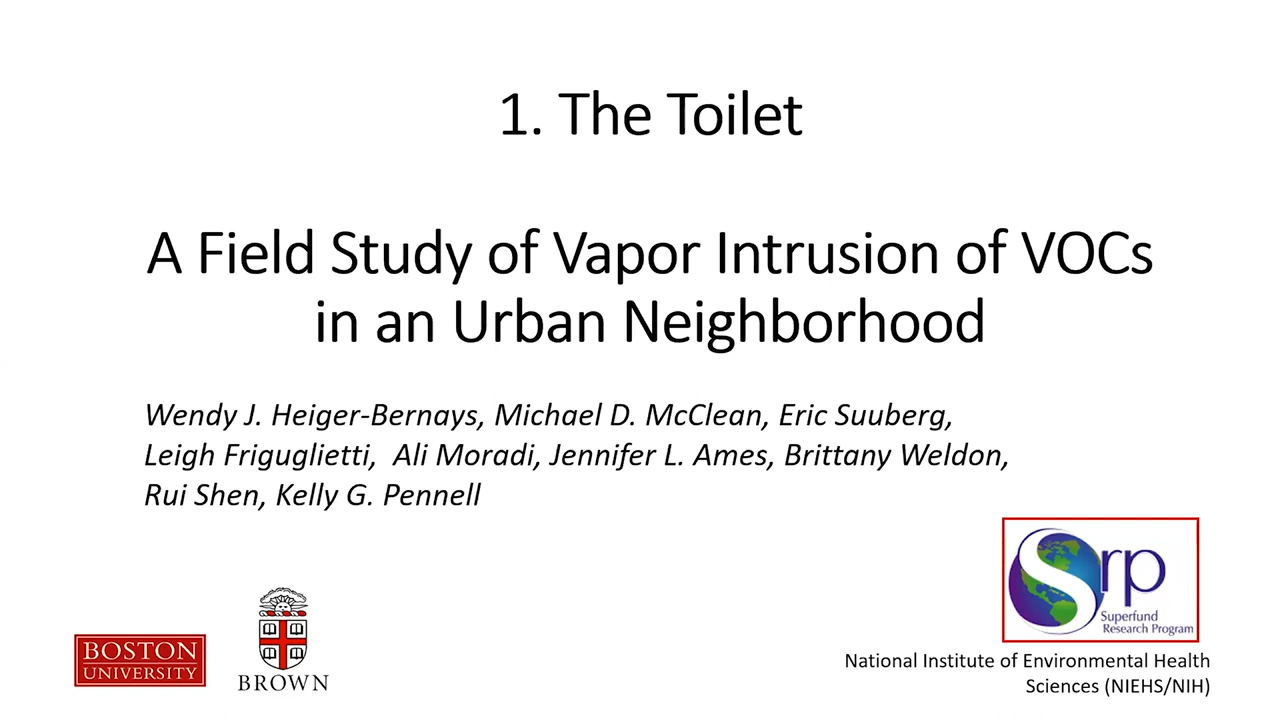 1. The Toilet
A Field Study of Vapor Intrusion of VOCs
in an Urban Neighborhood
Wendy J. Heiger-Bernays, Michael D. McClean, Eric Suuberg,
Leigh Friguglietti, Ali Moradi, Jennifer L. Ames, Brittany Weldon,
Rui Shen, Kelly G. Pennell
Srp
Superfund
Research Program
BOSTON
UNIVERSITY
BROWN
National Institute of Environmental Health
Sciences (NIEHS/NIH)